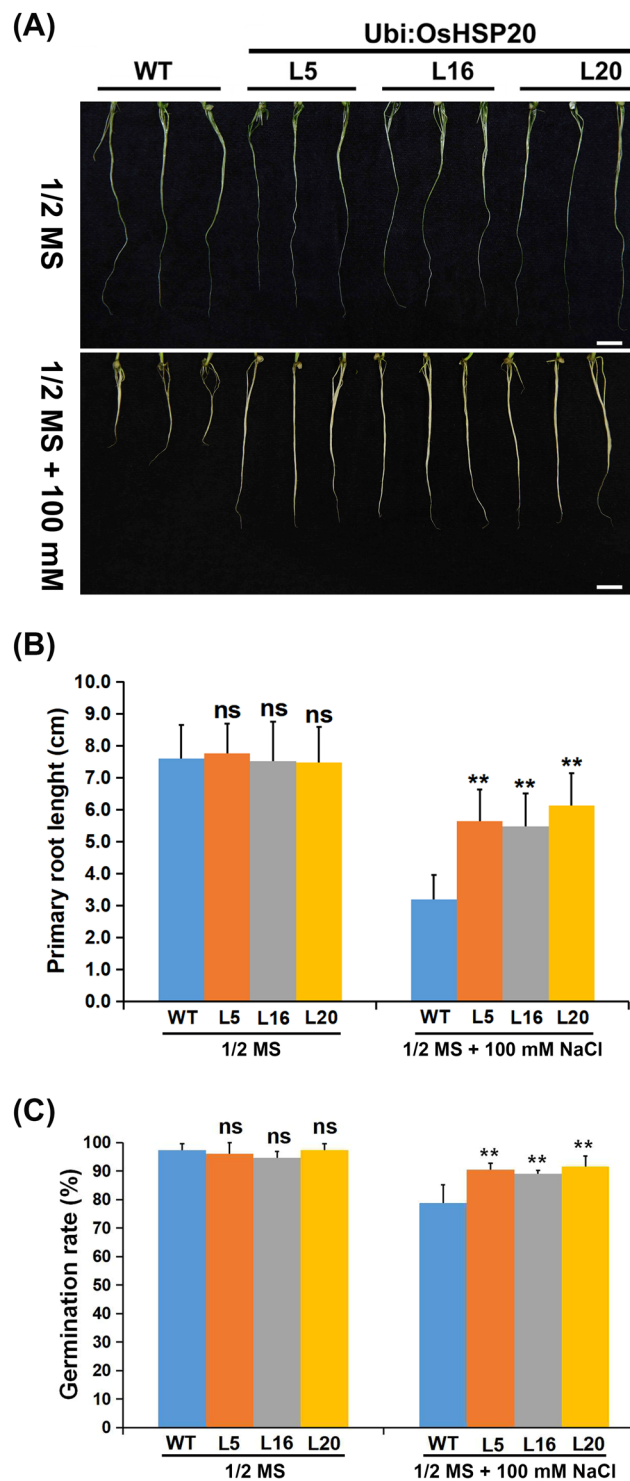 (A)
Ubi:OsHSP20
WT
L5
L16
L20
1/2 MS
1/2 MS + 100 mM
(B)
Primary root lenght (cm)
10.0
9.0
8.0
7.0
6.0
5.0
4.0
3.0
2.0
1.0
0.0
ns
ns
ns
**
**
**
WT L5 L16 L20 WT L5 L16 L20
1/2 MS
1/2 MS + 100 mM NaCl
(C)
Germination rate (%)
100
90
80
70
60
50
40
30
20
10
0
ns
ns
ns
**
**
**
WT L5 L16 L20 WT L5 L16 L20
1/2 MS
1/2 MS + 100 mM NaCl